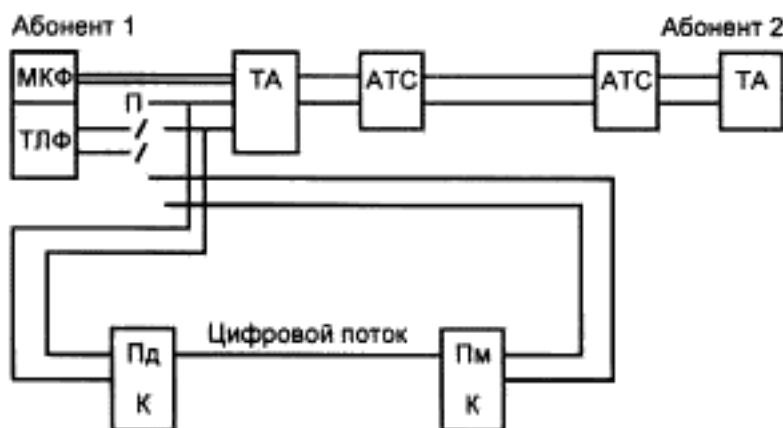 Абонент 1
Абонент 2
МКФ
ТА
АТС
АТС
ТА
П
ТЛФ
Цифровой поток
Пд
К
Пм
К